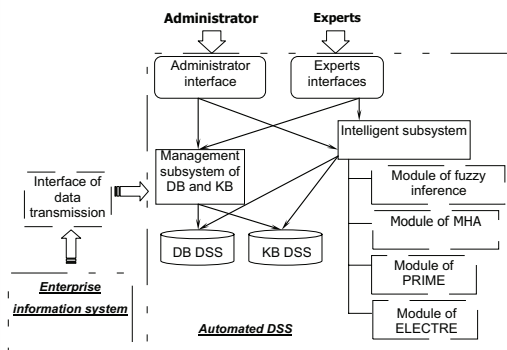 Administrator
Experts
Administrator
interface
Experts
interfaces
Intelligent subsystem
Management
subsystem of
DB and KB
Interface of
data
transmission
Module of fuzzy
inference
Module of MHA
DB DSS
KB DSS
Module of
PRIME
Enterprise
information system
Module of
ELECTRE
Automated DSS